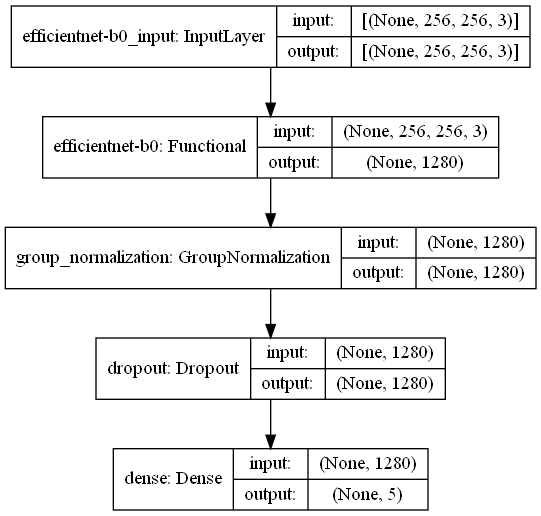 efficientnet-b0_input: InputLayer
input:
[(None, 256, 256, 3)]
output:
[(None, 256, 256, 3)]
efficientnet-b0: Functional
input:
(None, 256, 256, 3)
output:
(None, 1280)
group_normalization: GroupNormalization
input:
(None, 1280)
output:
(None, 1280)
dropout: Dropout
input:
(None, 1280)
output:
(None, 1280)
dense: Dense
input:
(None, 1280)
output:
(None, 5)